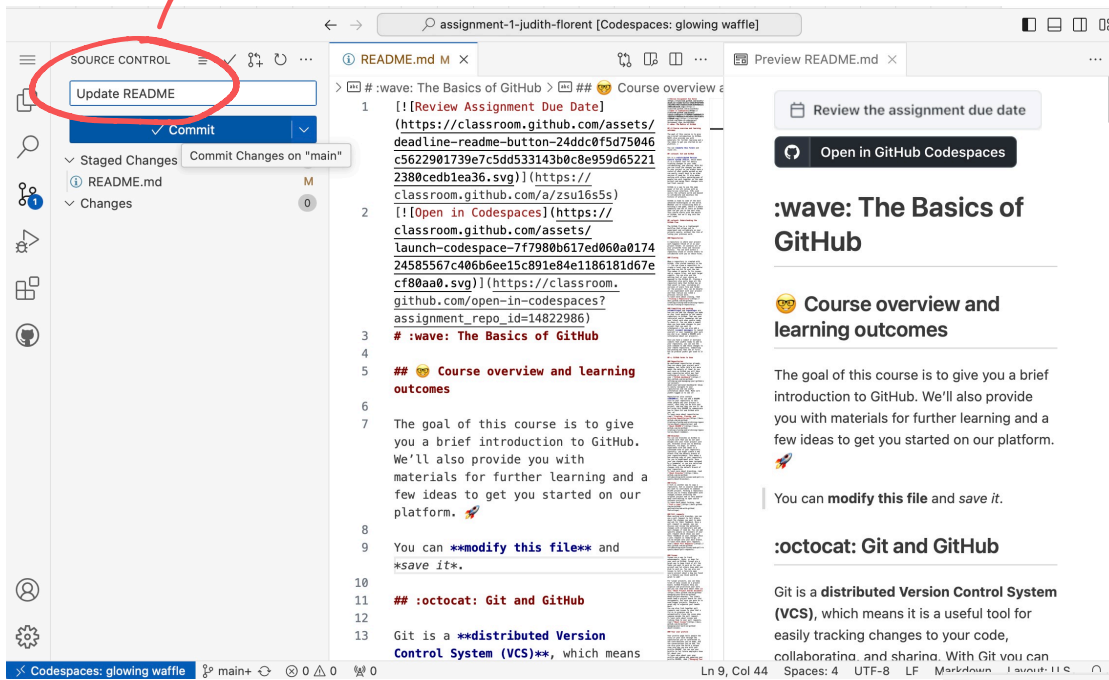 assignment-1-judith-florent [Codespaces: glowing waffle]
SOURCE CONTROL
Update README
Commit
Commit Changes on "main"
Staged Changes
README.md M
Changes 0
1
README.md M
# :wave: The Basics of GitHub > ## 🤓 Course overview a
1 [![Review Assignment Due Date]
(https://classroom.github.com/assets/
deadline-readme-button-24ddc0f5d75046
c5622901739e7c5dd533143b0c8e959d65221
2380cedb1ea36.svg)](https://
classroom.github.com/a/zsu16s5s)
2 [![Open in Codespaces](https://
classroom.github.com/assets/
launch-codespace-7f7980b617ed060a0174
24585567c406b6ee15c891e84e1186181d67e
cf80aa0.svg)](https://classroom.
github.com/open-in-codespaces?
assignment_repo_id=14822986)
3 # :wave: The Basics of GitHub
4
5 ## 🤓 Course overview and learning
outcomes
6
7 The goal of this course is to give
you a brief introduction to GitHub.
We’ll also provide you with
materials for further learning and a
few ideas to get you started on our
platform. 🚀
8
9 You can **modify this file** and
*save it*.
10
11 ## :octocat: Git and GitHub
12
13 Git is a **distributed Version
Control System (VCS)**, which means
Preview README.md
Review the assignment due date
Open in GitHub Codespaces
:wave: The Basics of
GitHub
🤓 Course overview and
learning outcomes
The goal of this course is to give you a brief
introduction to GitHub. We’ll also provide
you with materials for further learning and a
few ideas to get you started on our platform.
🚀
You can modify this file and save it.
:octocat: Git and GitHub
Git is a distributed Version Control System
(VCS), which means it is a useful tool for
easily tracking changes to your code,
collaborating, and sharing. With Git you can
Codespaces: glowing waffle main+ 0 0 0 Ln 9, Col 44 Spaces: 4 UTF-8 LF Markdown Layout: U.S.